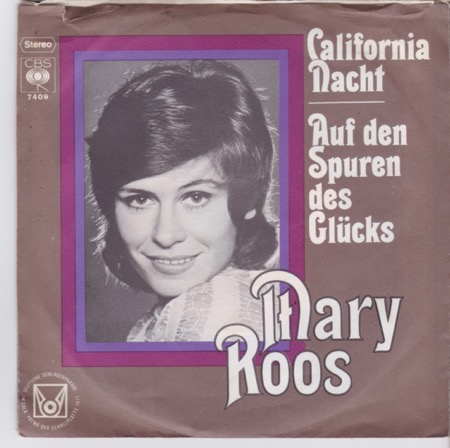 Stereo
CBS
7409
California
Nacht
Auf den
Spuren
des
Glücks
Mary
Roos